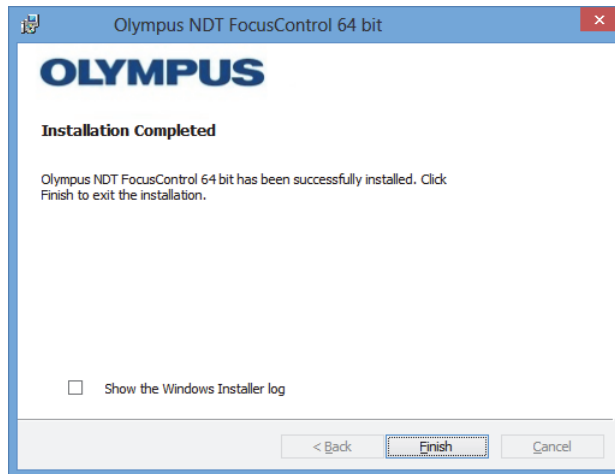 Olympus NDT FocusControl 64 bit
OLYMPUS
Installation Completed
Olympus NDT FocusControl 64 bit has been successfully installed. Click
Finish to exit the installation.
Show the Windows Installer log
< Back Finish Cancel